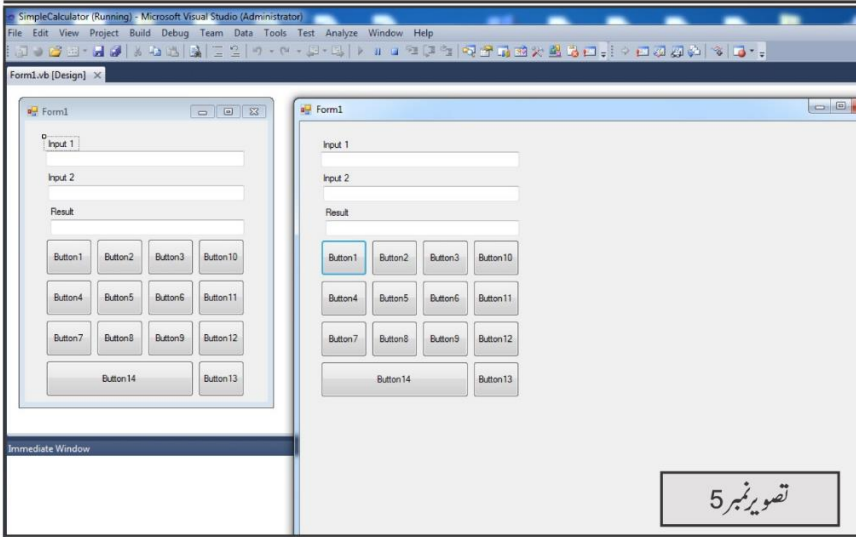 SimpleCalculator (Running) - Microsoft Visual Studio (Administrator)
File Edit View Project Build Debug Team Data Tools Test Analyze Window Help
Form1.vb [Design]
Form1
Input 1
Input 2
Result
Button1 Button2 Button3 Button10
Button4 Button5 Button6 Button11
Button7 Button8 Button9 Button12
Button14 Button13
Form1
Input 1
Input 2
Result
Button1 Button2 Button3 Button10
Button4 Button5 Button6 Button11
Button7 Button8 Button9 Button12
Button14 Button13
Immediate Window
تصویر نمبر 5